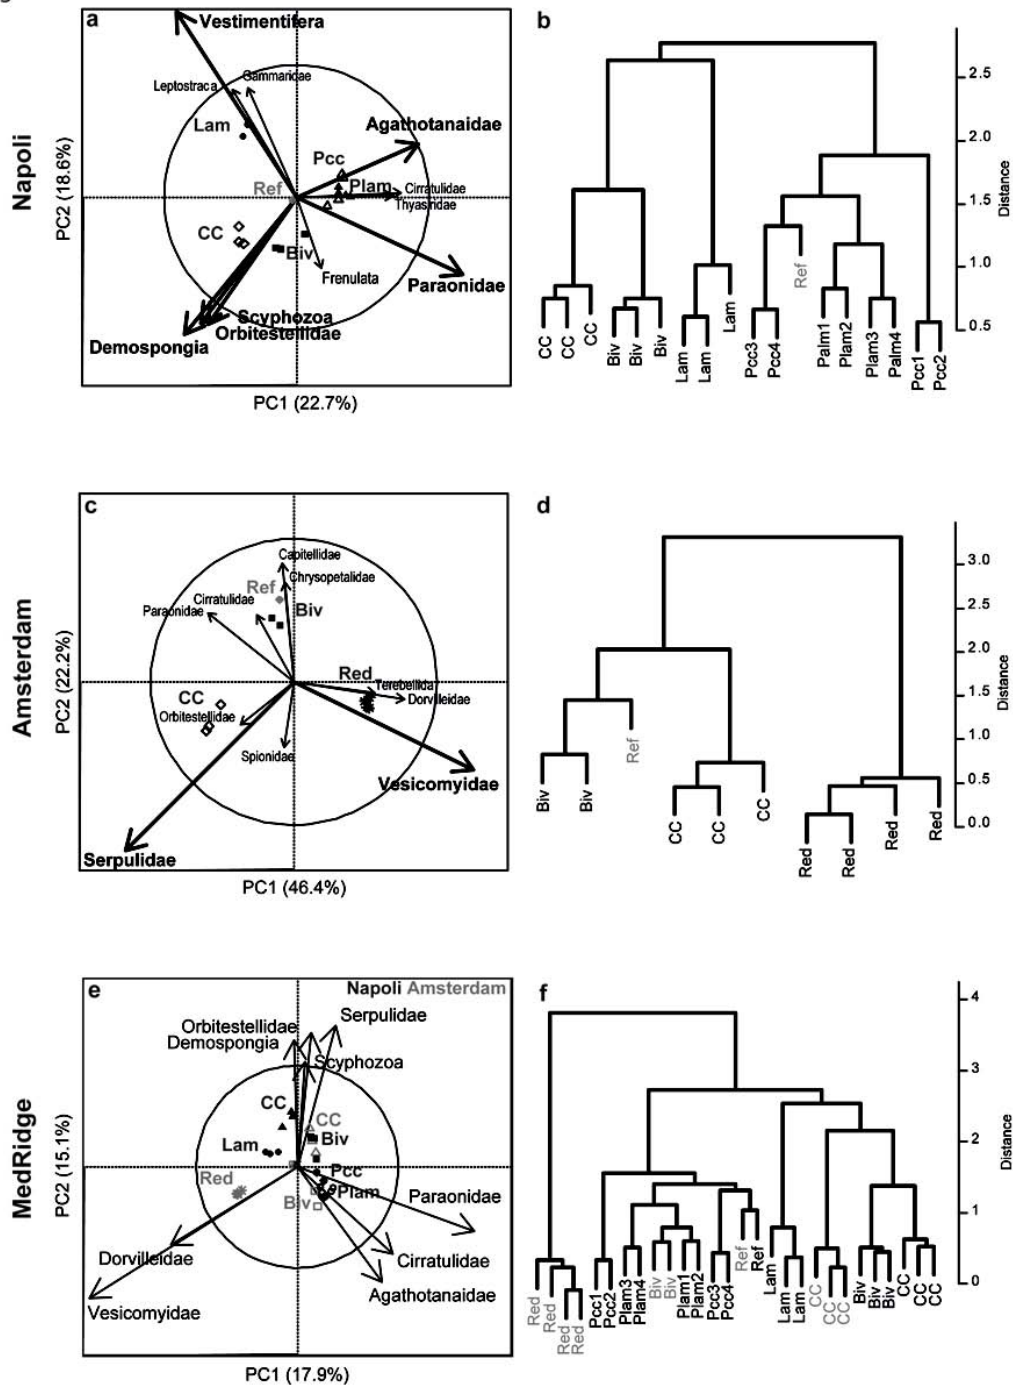 Napoli
a
Vestimentifera
Leptostraca
Gammaridae
Lam
Agathotanaidae
Pcc
Plam
Cirratulidae
Thyasiridae
Ref
CC
Biv
Frenulata
Paraonidae
Scyphozoa
Orbitestellidae
Demospongia
PC2 (18.6%)
PC1 (22.7%)
b
2.5
2.0
1.5
1.0
0.5
Distance
CC
CC
CC
Biv
Biv
Biv
Lam
Lam
Lam
Pcc3
Pcc4
Ref
Palm1
Plam2
Plam3
Palm4
Pcc1
Pcc2
Amsterdam
c
Capitellidae
Chrysopetalidae
Ref
Cirratulidae
Paraonidae
Biv
Red
Terebellida
Dorvilleidae
CC
Orbitestellidae
Spionidae
Vesicomyidae
Serpulidae
PC2 (22.2%)
PC1 (46.4%)
d
3.0
2.5
2.0
1.5
1.0
0.5
0.0
Distance
Biv
Biv
Ref
CC
CC
CC
Red
Red
Red
Red
MedRidge
e
Napoli Amsterdam
Orbitestellidae
Serpulidae
Demospongia
Scyphozoa
CC
CC
Biv
Lam
Pcc
Red
Plam
Biv
Paraonidae
Dorvilleidae
Cirratulidae
Agathotanaidae
Vesicomyidae
PC2 (15.1%)
PC1 (17.9%)
f
4
3
2
1
0
Distance
Red
Red
Red
Red
Pcc1
Pcc2
Plam3
Plam4
Biv
Biv
Plam1
Plam2
Pcc3
Pcc4
Ref
Ref
Lam
Lam
Lam
CC
CC
CC
Biv
Biv
Biv
CC
CC
CC